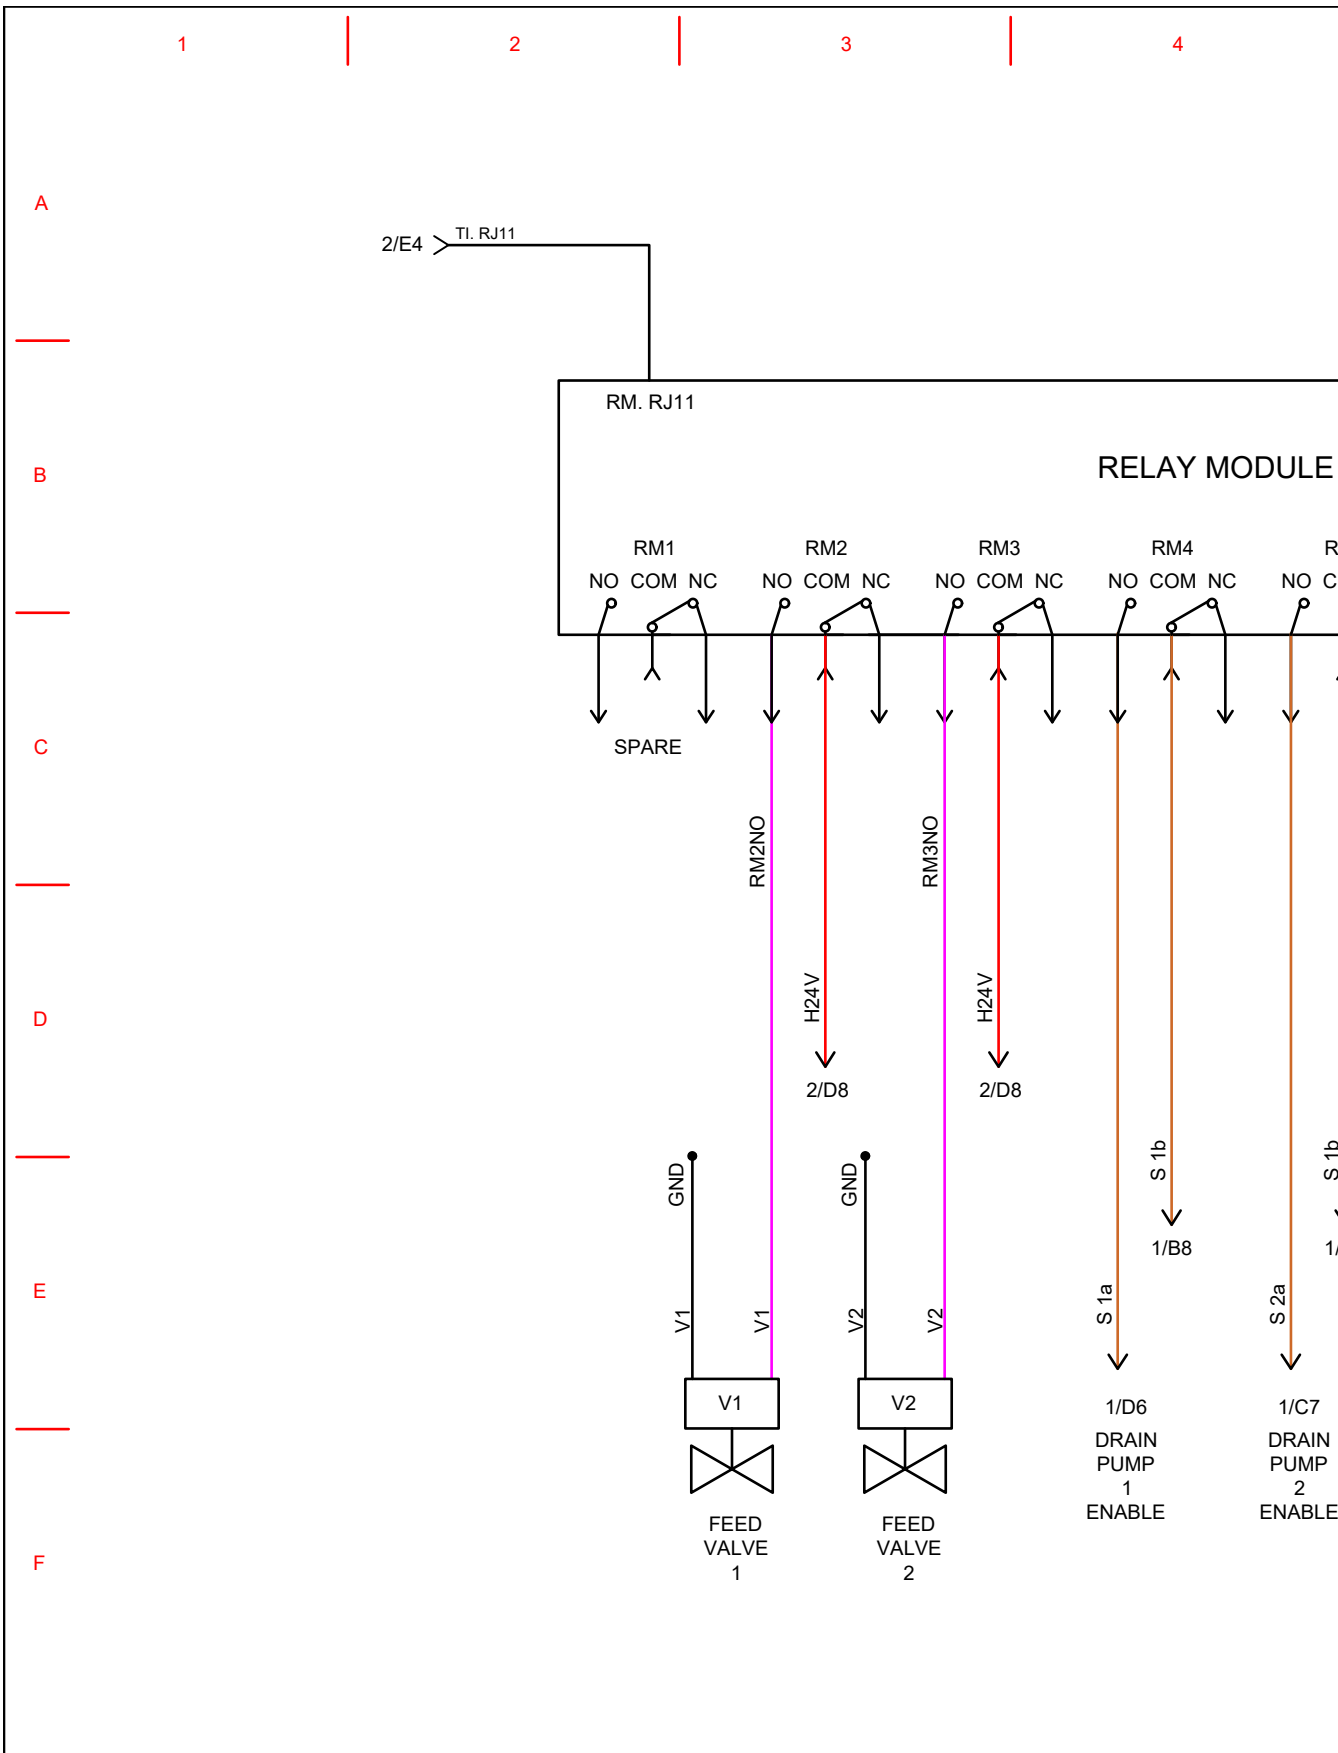 1 2 3 4
A
2/E4 TI. RJ11
RM. RJ11
B
RELAY MODULE
RM1 RM2 RM3 RM4
NO COM NC NO COM NC NO COM NC NO COM NC NO
C
SPARE
RM2NO RM3NO
D
H24V H24V
2/D8 2/D8
GND GND S 1b S 1b
1/B8
E
V1 V1 V2 V2 S 1a S 2a
V1 V2
1/D6 1/C7
DRAIN
PUMP
1
ENABLE
DRAIN
PUMP
2
ENABLE
FEED
VALVE
1
FEED
VALVE
2
F